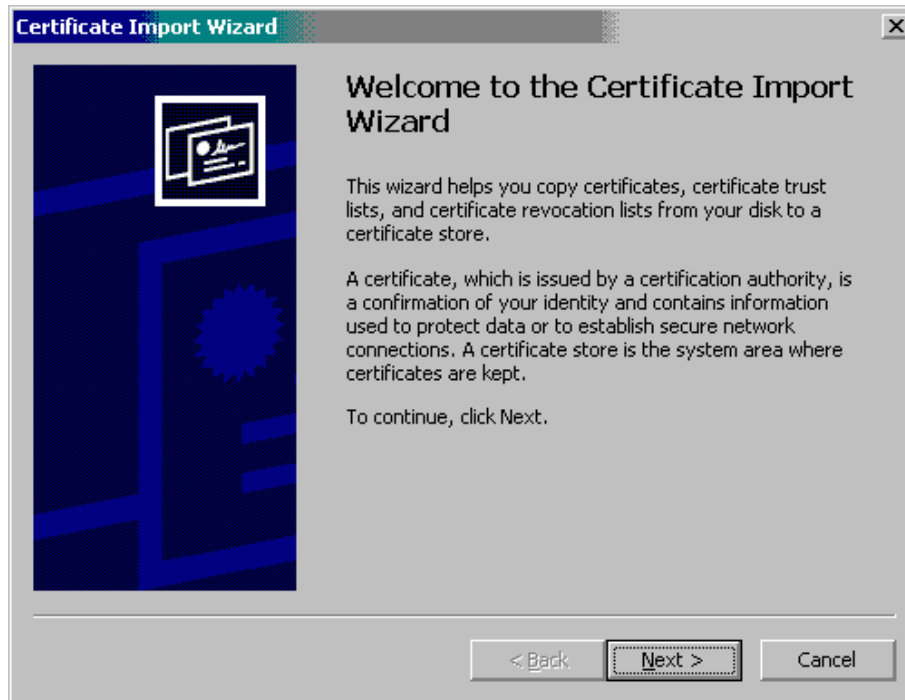 Certificate Import Wizard
Welcome to the Certificate Import
Wizard
This wizard helps you copy certificates, certificate trust
lists, and certificate revocation lists from your disk to a
certificate store.
A certificate, which is issued by a certification authority, is
a confirmation of your identity and contains information
used to protect data or to establish secure network
connections. A certificate store is the system area where
certificates are kept.
To continue, click Next.
< Back Next > Cancel